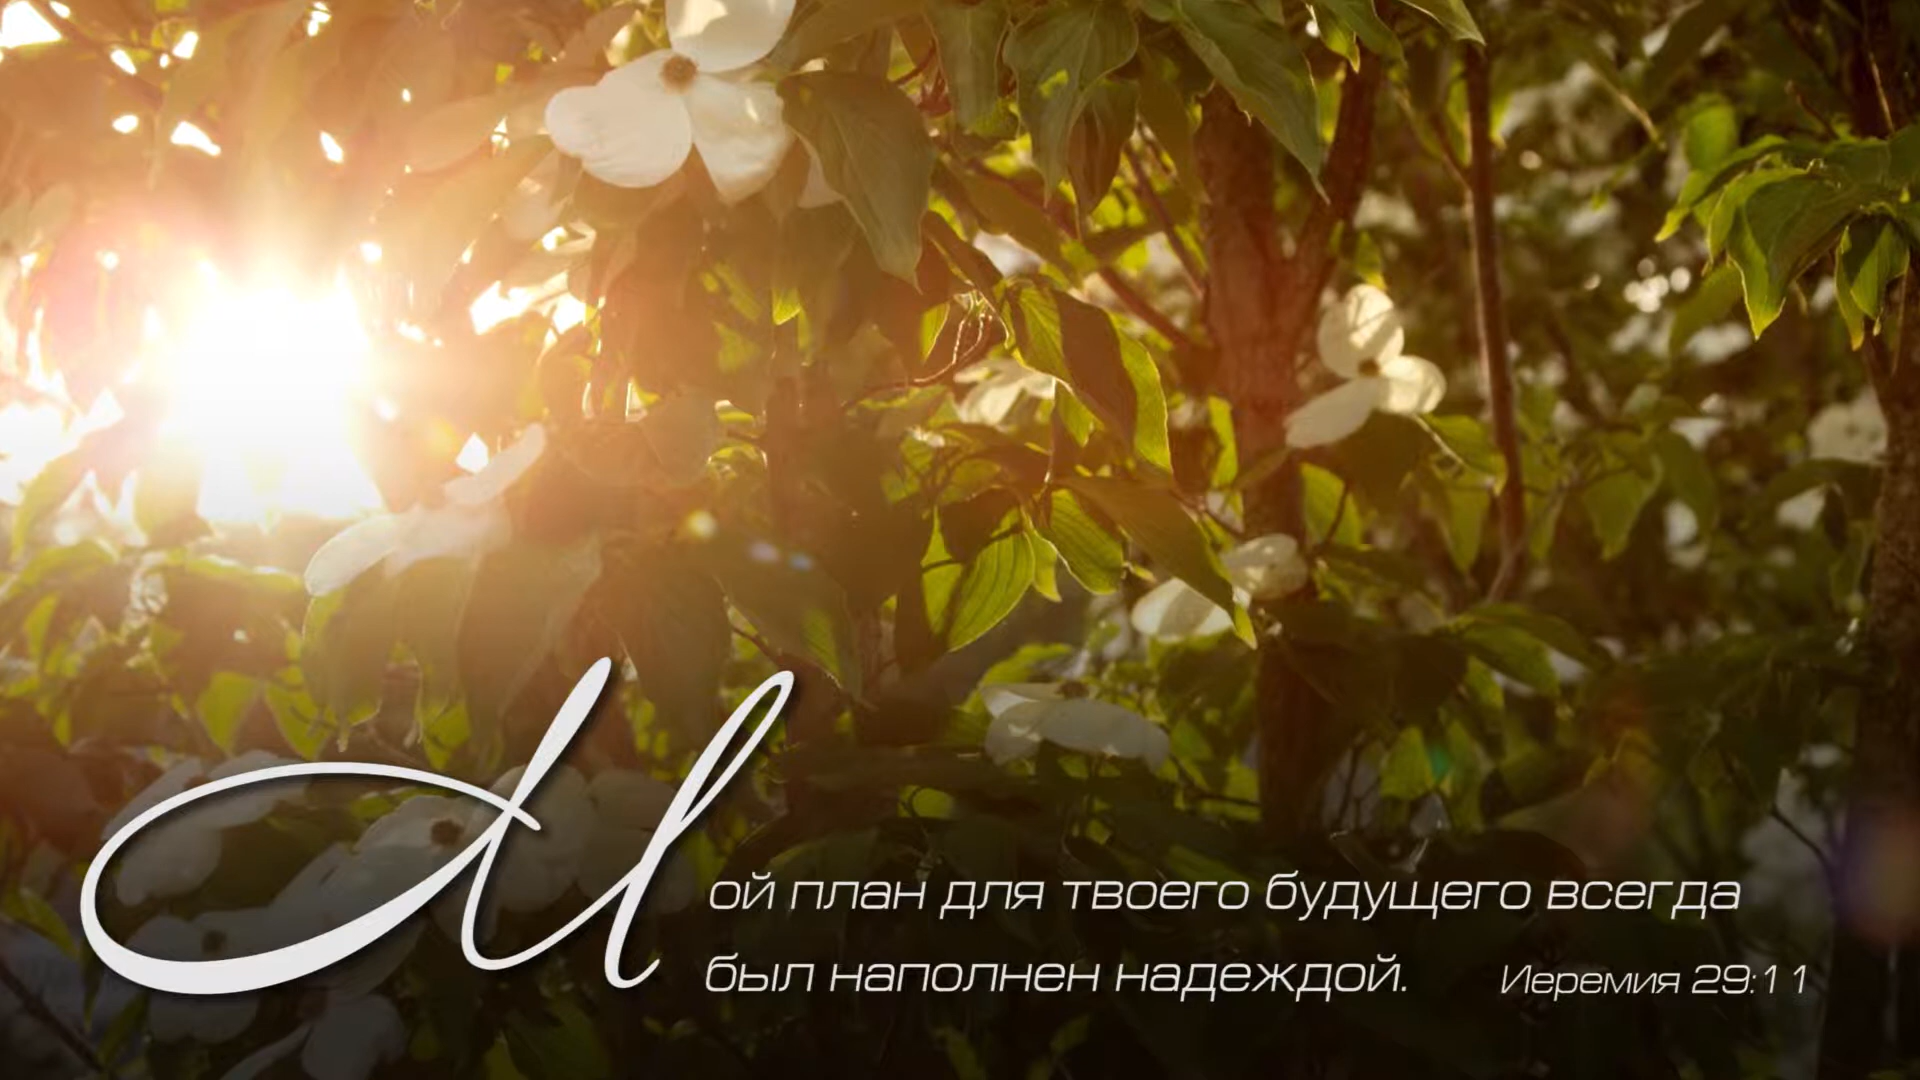 Мой план для твоего будущего всегда
был наполнен надеждой. Иеремия 29:11